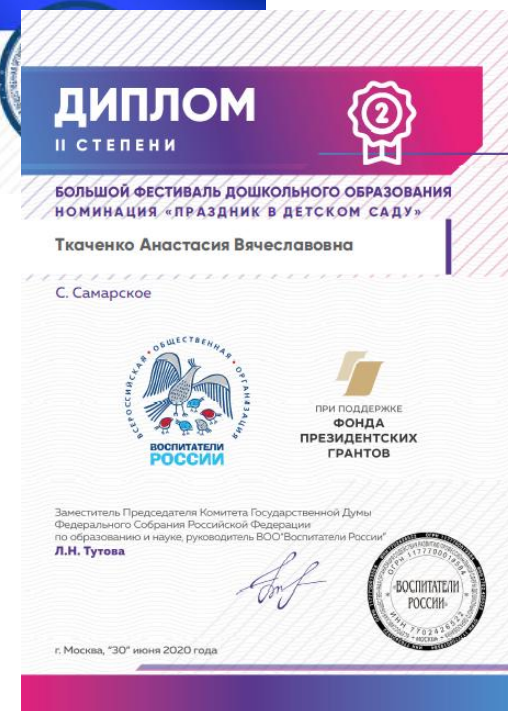 ДИПЛОМ
2
II СТЕПЕНИ
БОЛЬШОЙ ФЕСТИВАЛЬ ДОШКОЛЬНОГО ОБРАЗОВАНИЯ
НОМИНАЦИЯ «ПРАЗДНИК В ДЕТСКОМ САДУ»
Ткаченко Анастасия Вячеславовна
С. Самарское
ВСЕРОССИЙСКАЯ • ОБЩЕСТВЕННАЯ • ОРГАНИЗАЦИЯ
ВОСПИТАТЕЛИ
РОССИИ
ПРИ ПОДДЕРЖКЕ
ФОНДА
ПРЕЗИДЕНТСКИХ
ГРАНТОВ
Заместитель Председателя Комитета Государственной Думы
Федерального Собрания Российской Федерации
по образованию и науке, руководитель ВОО"Воспитатели России"
Л.Н. Тутова
«ВОСПИТАТЕЛИ
РОССИИ»
г. Москва, "30" июня 2020 года